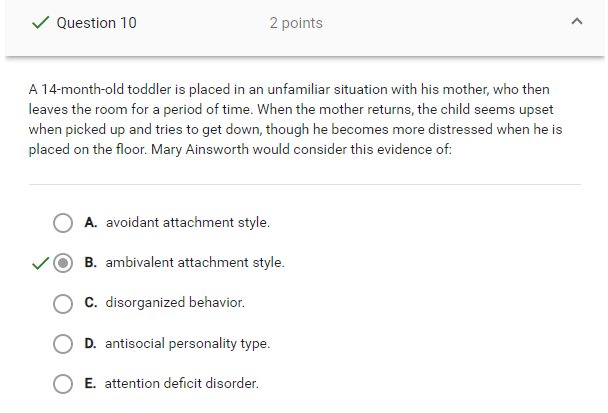 Question 10 2 points
A 14-month-old toddler is placed in an unfamiliar situation with his mother, who then
leaves the room for a period of time. When the mother returns, the child seems upset
when picked up and tries to get down, though he becomes more distressed when he is
placed on the floor. Mary Ainsworth would consider this evidence of:
A. avoidant attachment style.
B. ambivalent attachment style.
C. disorganized behavior.
D. antisocial personality type.
E. attention deficit disorder.